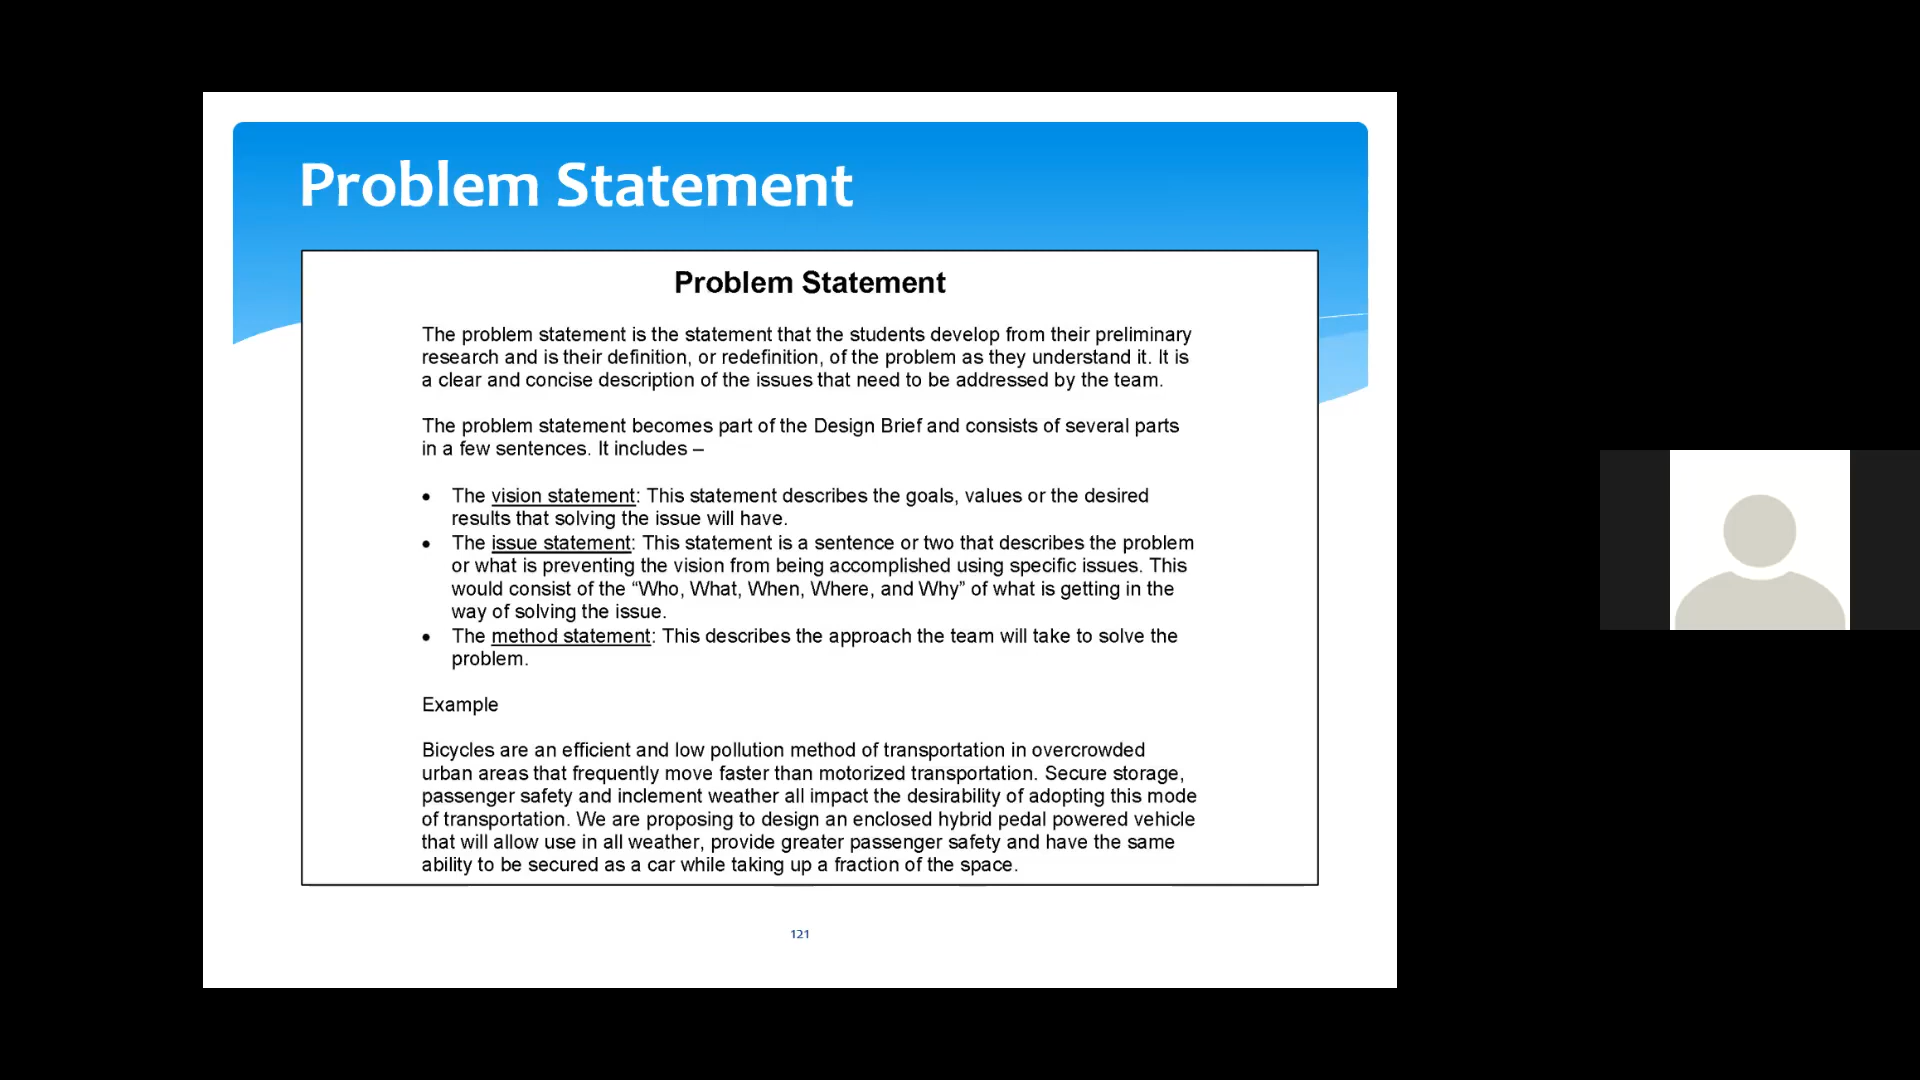 Problem Statement
Problem Statement
The problem statement is the statement that the students develop from their preliminary
research and is their definition, or redefinition, of the problem as they understand it. It is
a clear and concise description of the issues that need to be addressed by the team.
The problem statement becomes part of the Design Brief and consists of several parts
in a few sentences. It includes –
• The vision statement: This statement describes the goals, values or the desired
results that solving the issue will have.
• The issue statement: This statement is a sentence or two that describes the problem
or what is preventing the vision from being accomplished using specific issues. This
would consist of the “Who, What, When, Where, and Why” of what is getting in the
way of solving the issue.
• The method statement: This describes the approach the team will take to solve the
problem.
Example
Bicycles are an efficient and low pollution method of transportation in overcrowded
urban areas that frequently move faster than motorized transportation. Secure storage,
passenger safety and inclement weather all impact the desirability of adopting this mode
of transportation. We are proposing to design an enclosed hybrid pedal powered vehicle
that will allow use in all weather, provide greater passenger safety and have the same
ability to be secured as a car while taking up a fraction of the space.
121